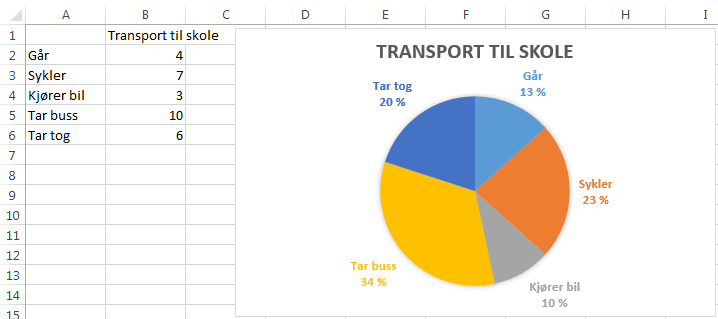 A B C D E F G H I
1 Transport til skole
2 Går 4
3 Sykler 7
4 Kjører bil 3
5 Tar buss 10
6 Tar tog 6
7
8
9
10
11
12
13
14
15
TRANSPORT TIL SKOLE
Går
13 %
Sykler
23 %
Kjører bil
10 %
Tar buss
34 %
Tar tog
20 %